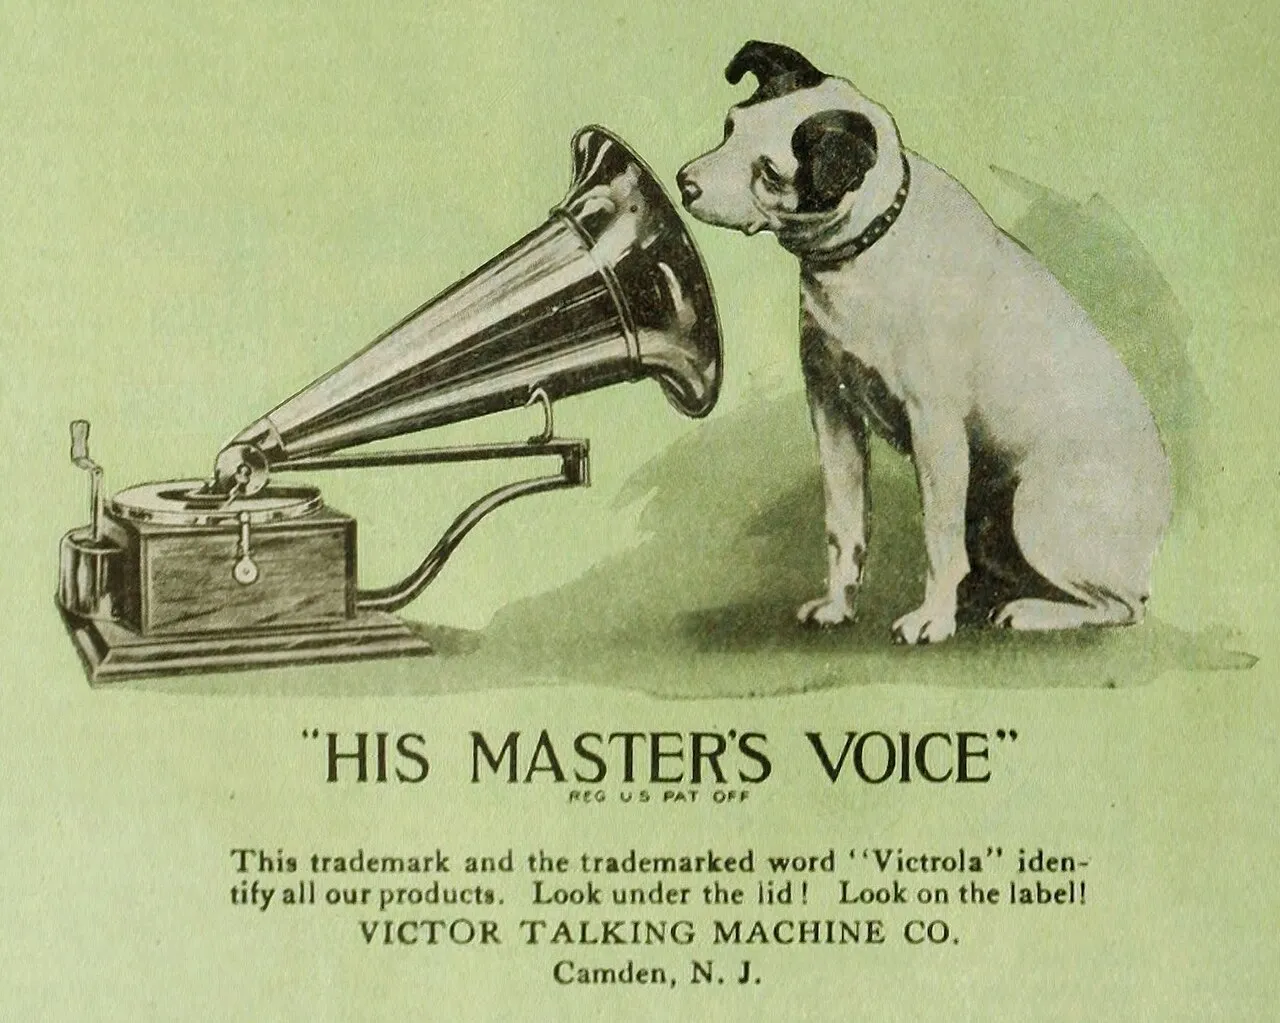 "HIS MASTER'S VOICE"
REG US PAT OFF
This trademark and the trademarked word "Victrola" iden-
tify all our products. Look under the lid! Look on the label!
VICTOR TALKING MACHINE CO.
Camden, N. J.